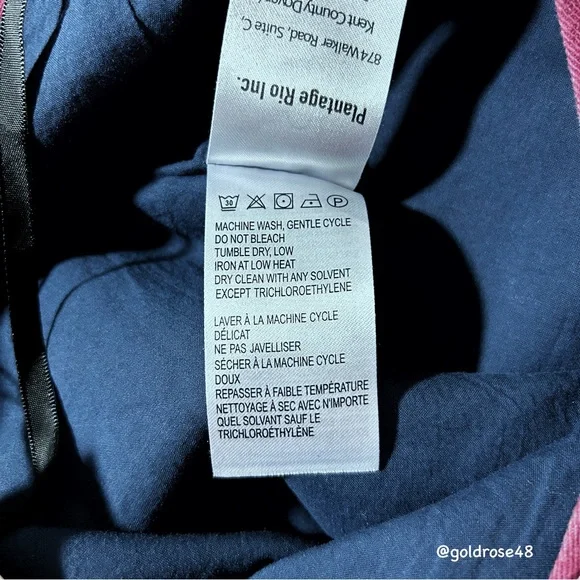 874 Walker Road, Suite C,
Plantage Rio Inc.
30 P
MACHINE WASH, GENTLE CYCLE
DO NOT BLEACH
TUMBLE DRY, LOW
IRON AT LOW HEAT
DRY CLEAN WITH ANY SOLVENT
EXCEPT TRICHLOROETHYLENE
LAVER À LA MACHINE CYCLE
DÉLICAT
NE PAS JAVELLISER
SÉCHER À LA MACHINE CYCLE
DOUX
REPASSER À FAIBLE TEMPÉRATURE
NETTOYAGE À SEC AVEC N'IMPORTE
QUEL SOLVANT SAUF LE
TRICHLOROÉTHYLÈNE
Kent County Dover
@goldrose48